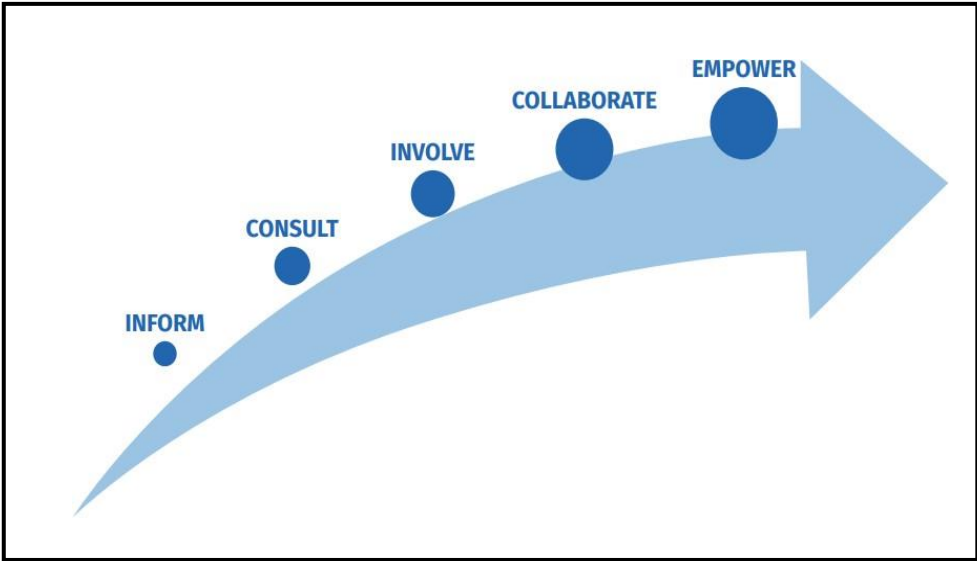 EMPOWER
COLLABORATE
INVOLVE
CONSULT
INFORM